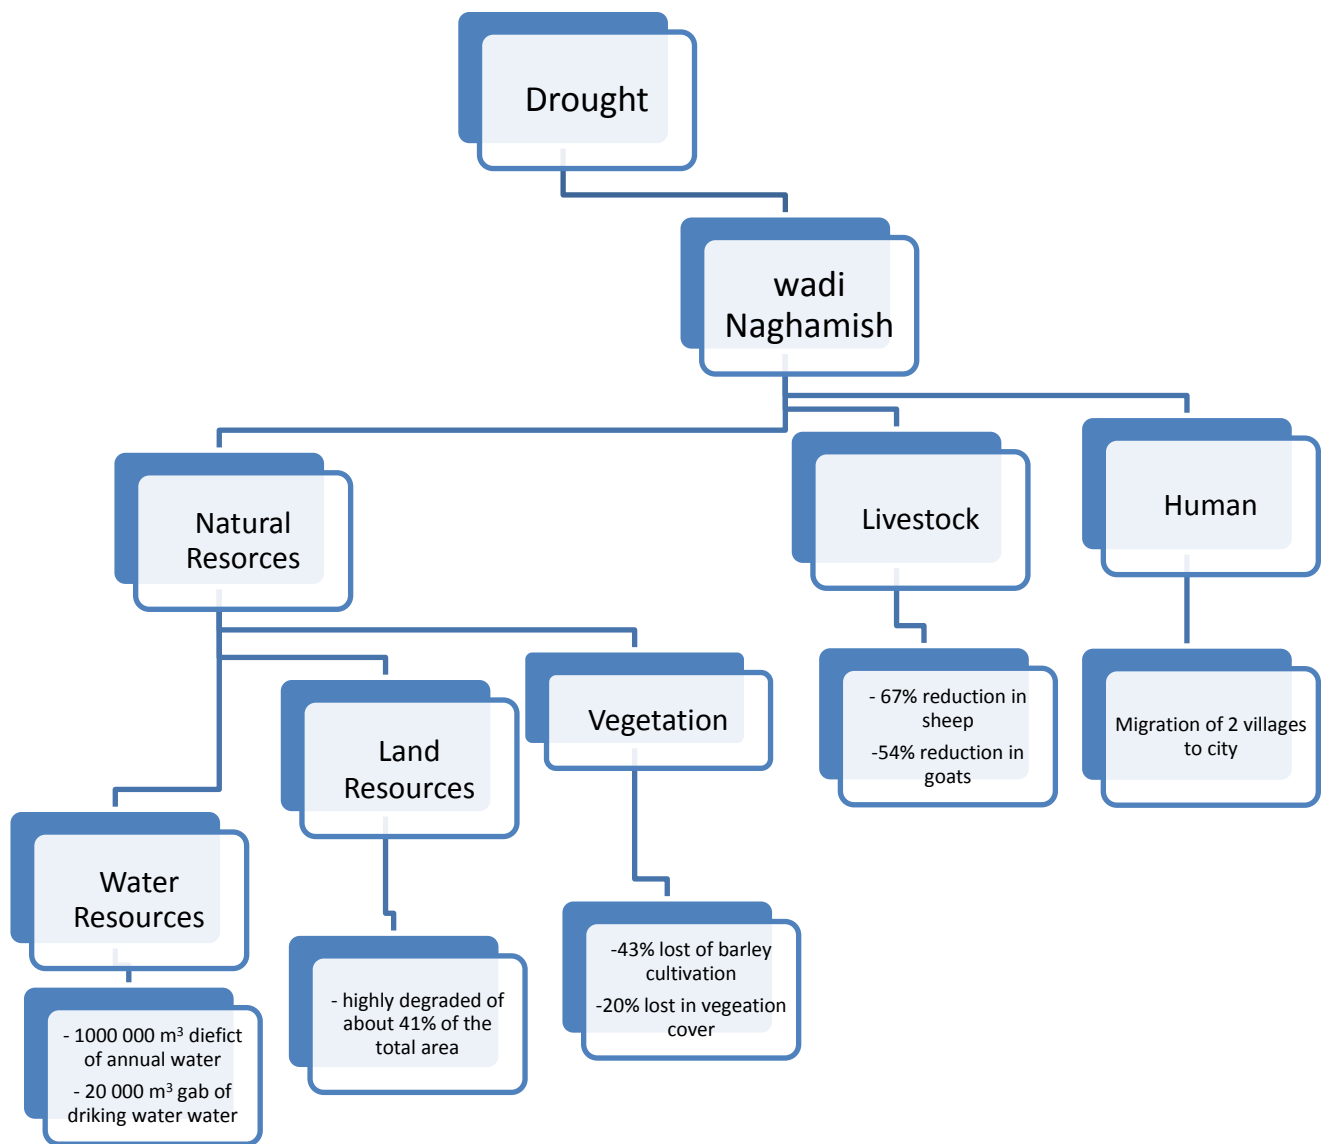 Drought
wadi
Naghamish
Natural
Resorces
Livestock
Human
Water
Resources
Land
Resources
Vegetation
- 67% reduction in
sheep
-54% reduction in
goats
Migration of 2 villages
to city
- 1000 000 m³ diefict
of annual water
- 20 000 m³ gab of
driking water water
- highly degraded of
about 41% of the
total area
-43% lost of barley
cultivation
-20% lost in vegeation
cover